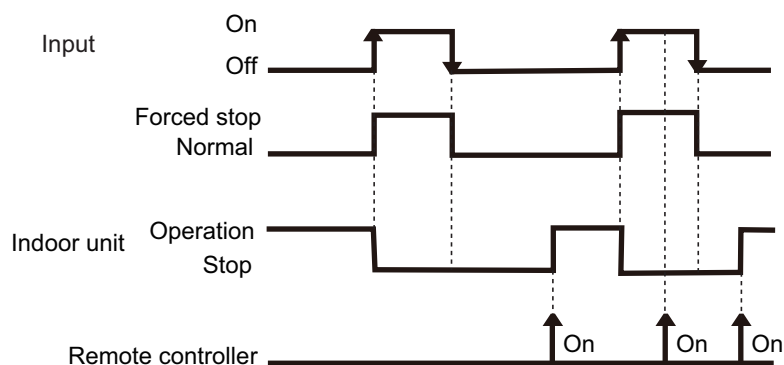 On
Input
Off
Forced stop
Normal
Operation
Indoor unit
Stop
On
On
On
Remote controller